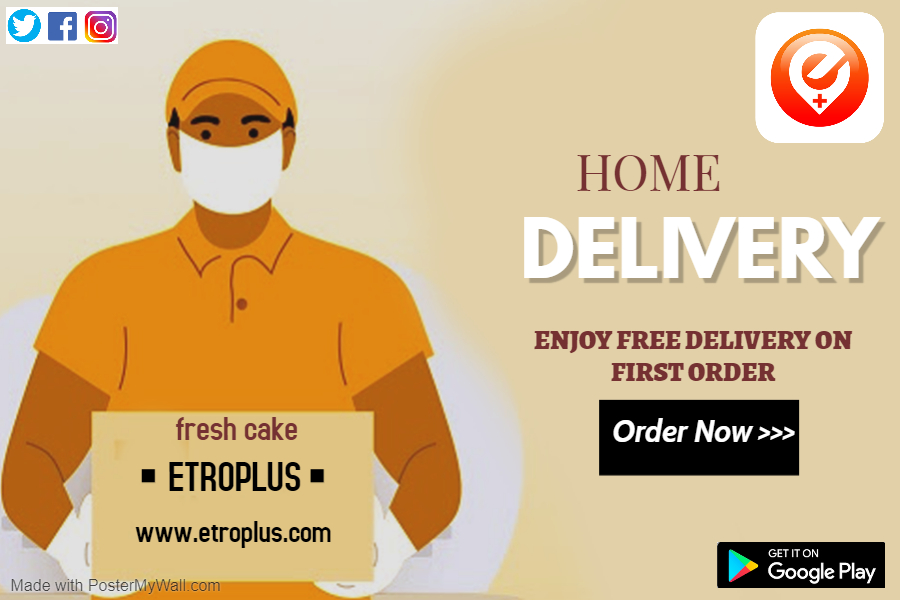 HOME
DELIVERY
ENJOY FREE DELIVERY ON
FIRST ORDER
Order Now >>>
fresh cake
▪ ETROPLUS ▪
www.etroplus.com
GET IT ON
Google Play
Made with PosterMyWall.com